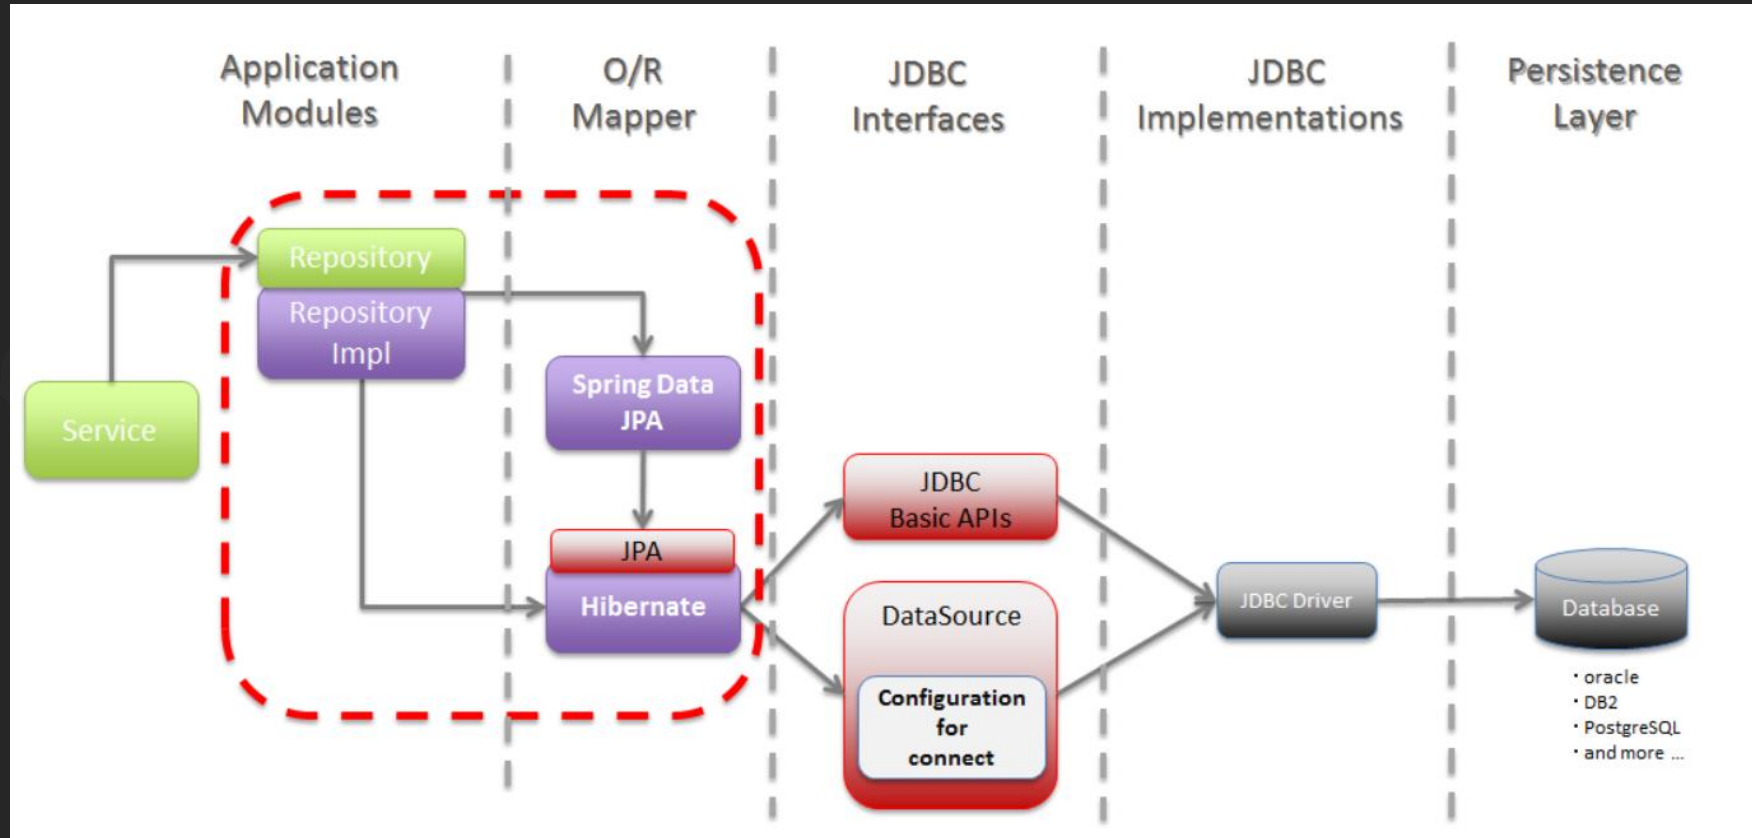 Application
Modules
O/R
Mapper
JDBC
Interfaces
JDBC
Implementations
Persistence
Layer
Repository
Repository
Impl
Service
Spring Data
JPA
JPA
Hibernate
JDBC
Basic APIs
DataSource
Configuration
for
connect
JDBC Driver
Database
・oracle
・DB2
・PostgreSQL
・and more ...